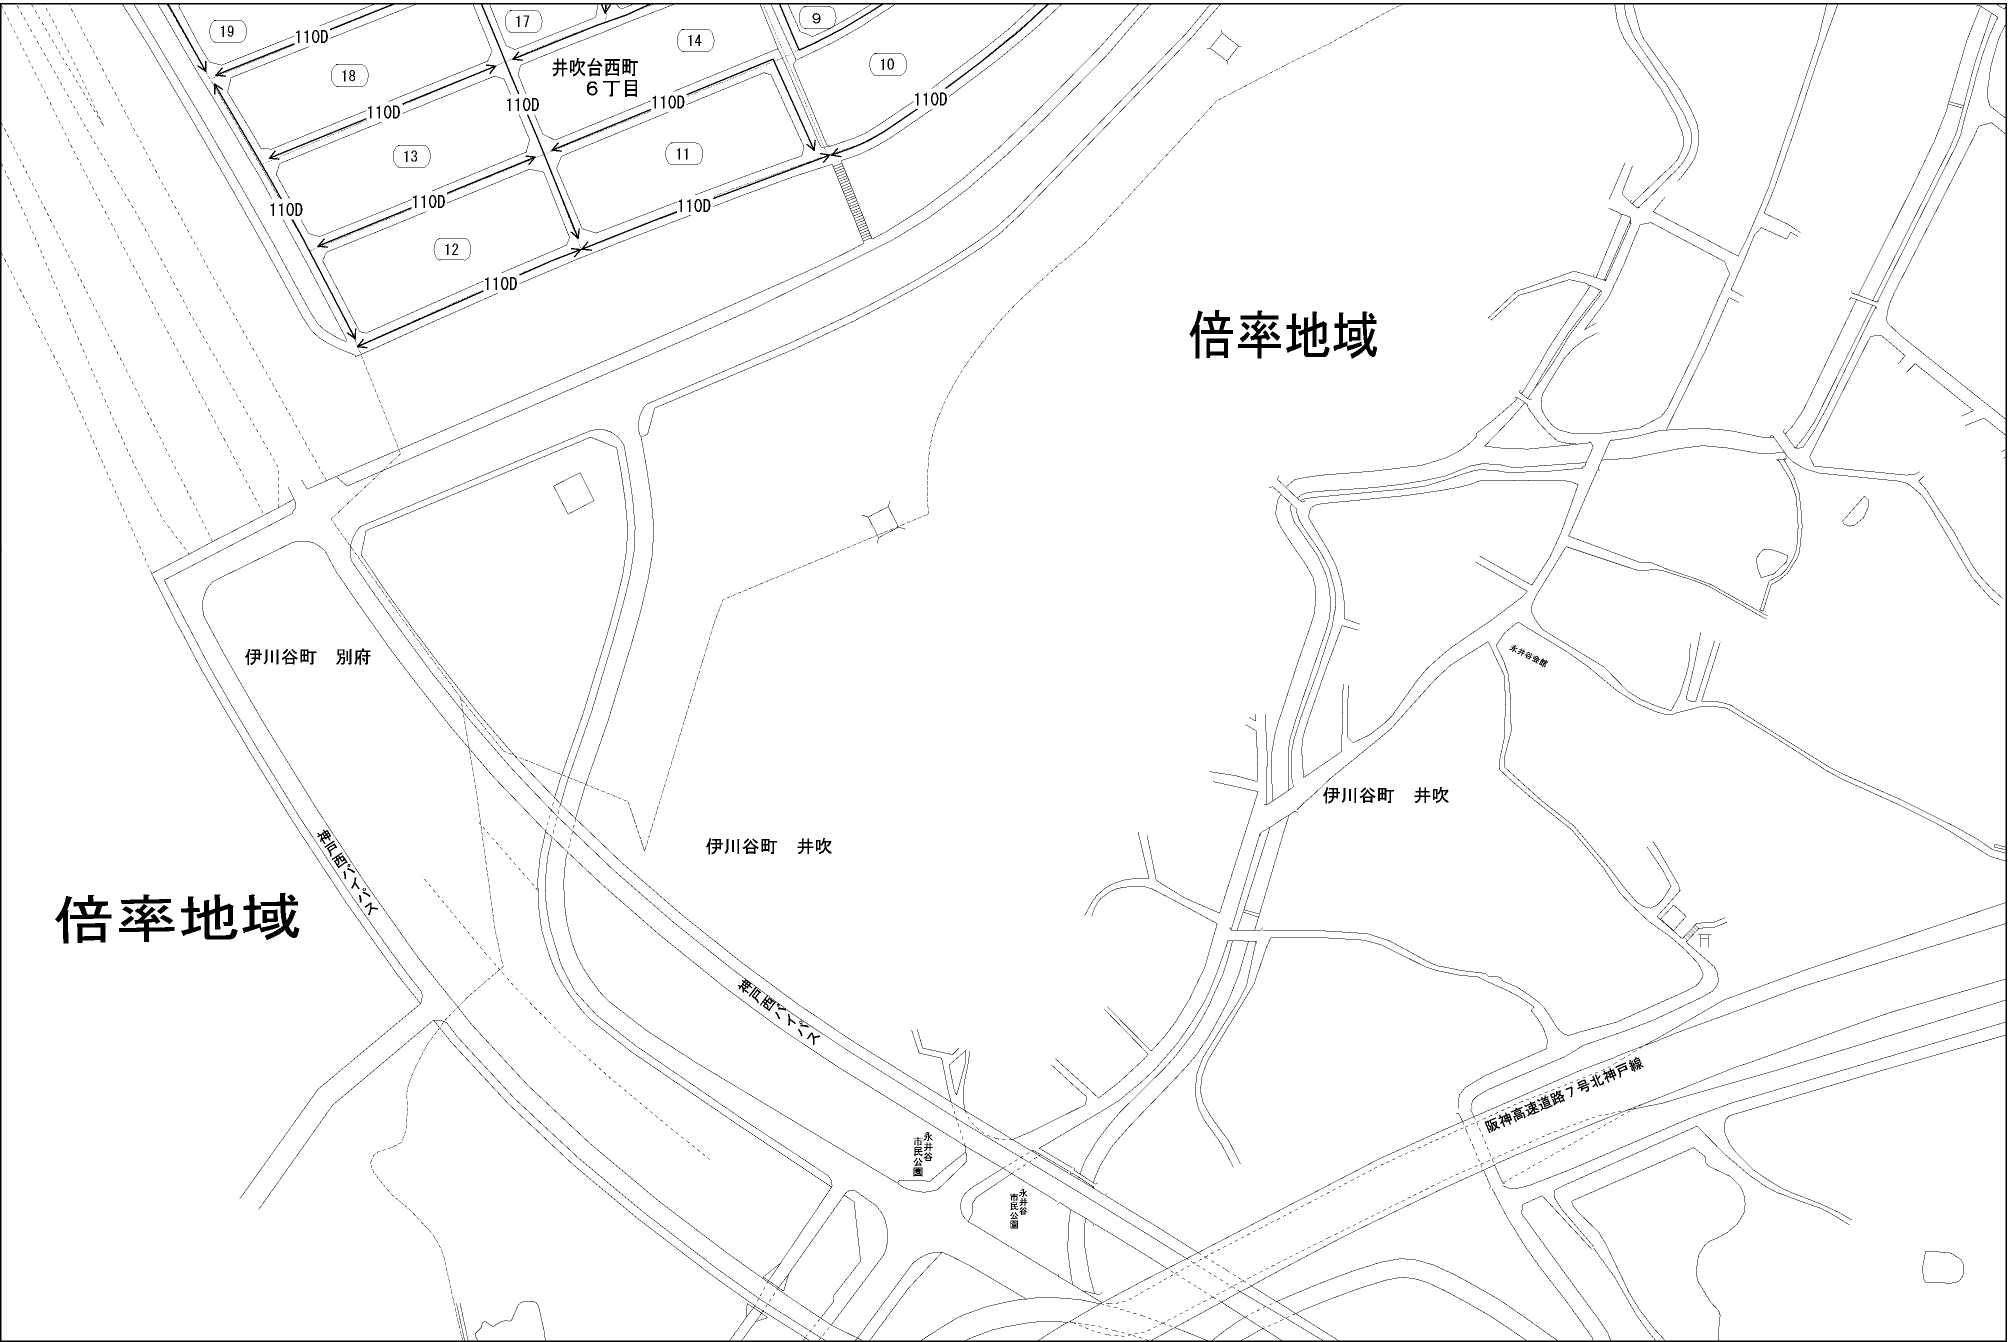 17
9
19
110D
14
18
10
井吹台西町
6丁目
110D
110D
110D
110D
13
11
110D
110D
110D
12
110D
倍率地域
伊川谷町　別府
永井谷会館
伊川谷町　井吹
伊川谷町　井吹
神戸西バイパス
倍率地域
神戸西バイパス
阪神高速道路7号北神戸線
永井谷
市民公園
永井谷
市民公園